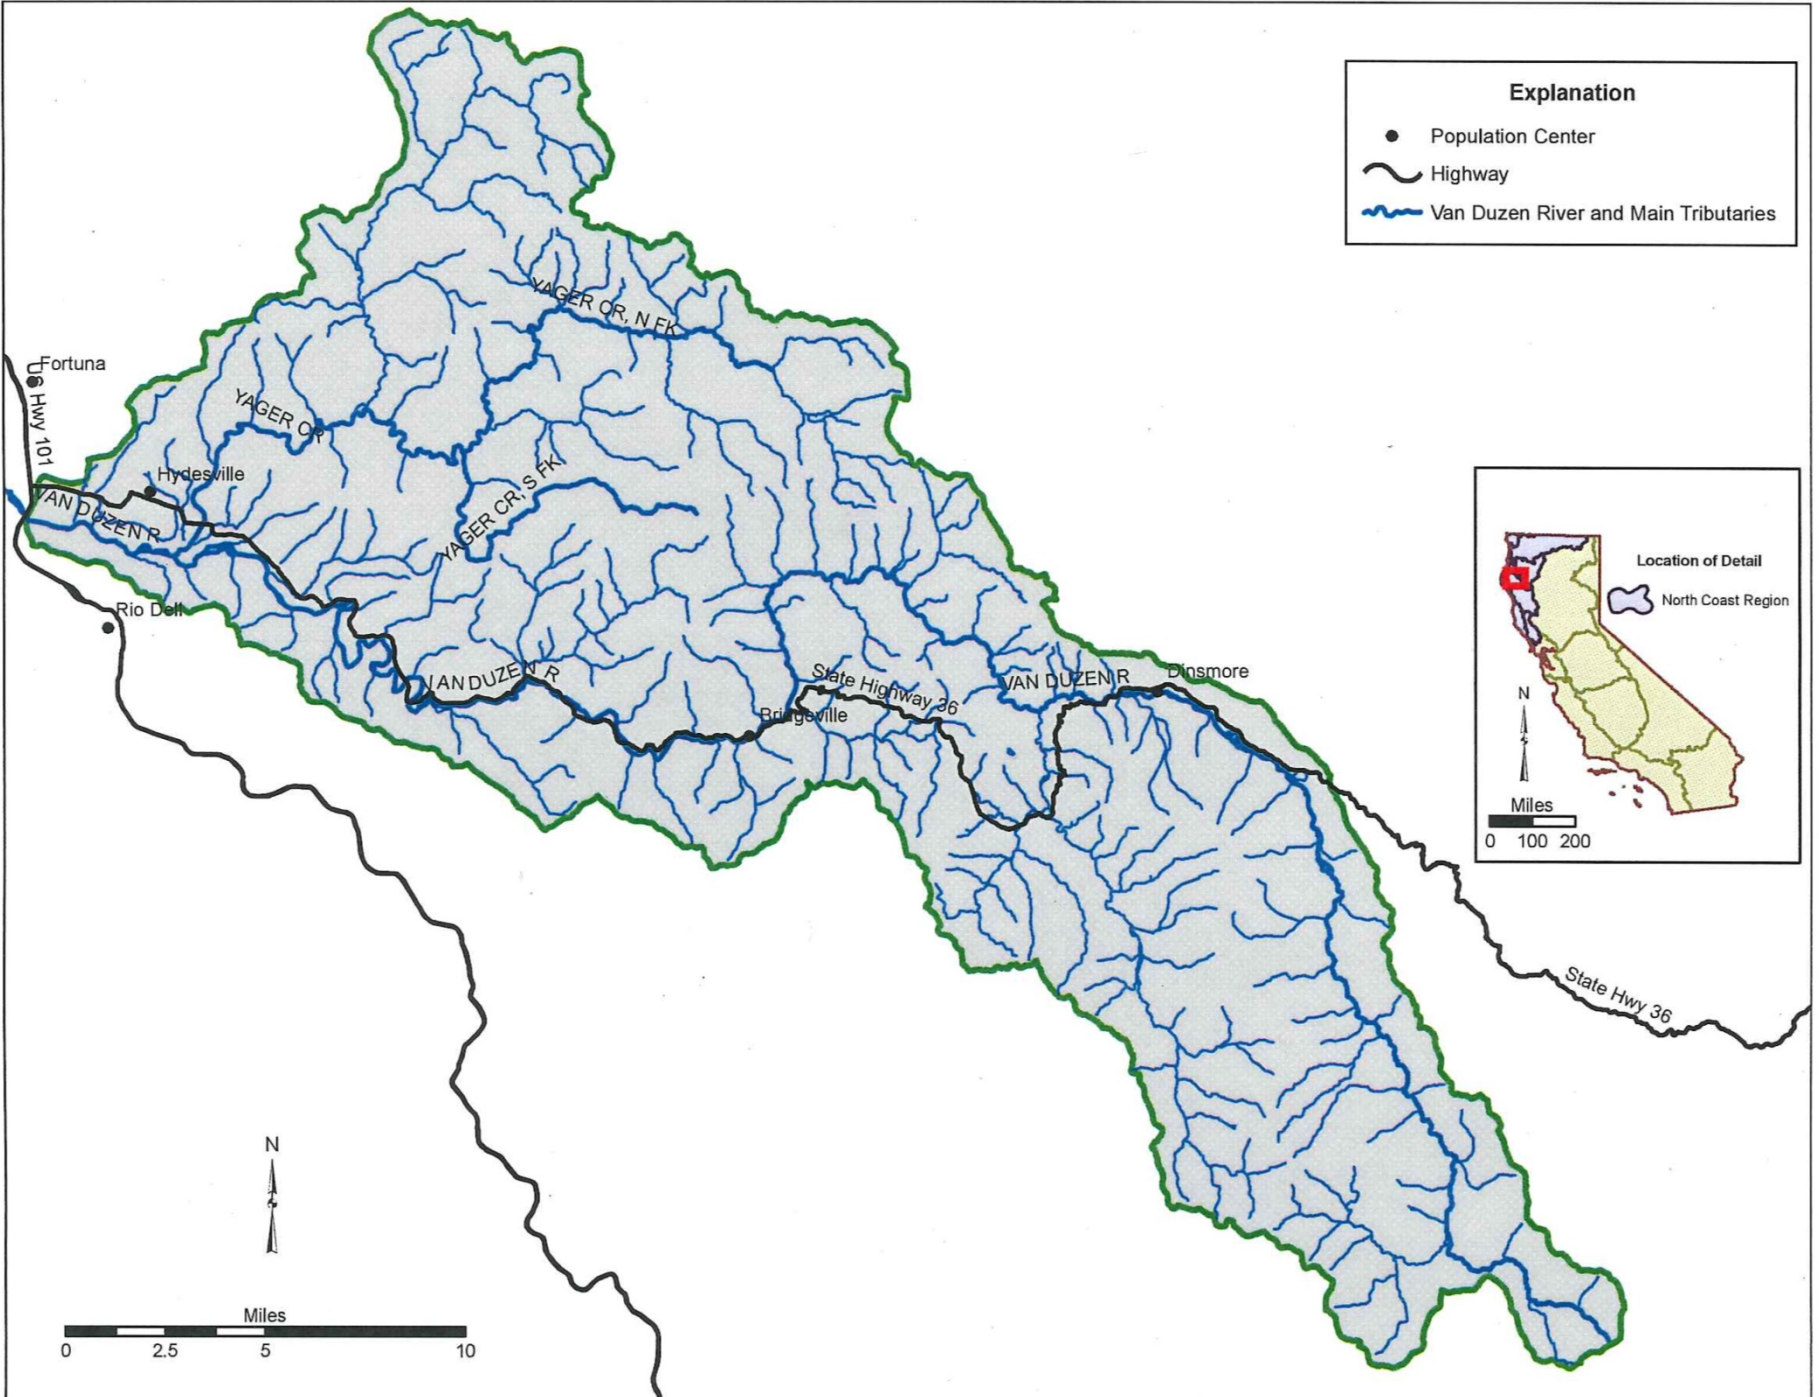 Explanation
Population Center
Highway
Van Duzen River and Main Tributaries
YAGER CR, N FK
Fortuna
US Hwy 101
YAGER CR
Hydesville
YAGER CR, S FK
VAN DUZEN R
Rio Dell
VAN DUZEN R
State Highway 36
VAN DUZEN R
Dinsmore
Bridgeville
State Hwy 36
Location of Detail
North Coast Region
N
Miles
0 100 200
N
Miles
0 2.5 5 10